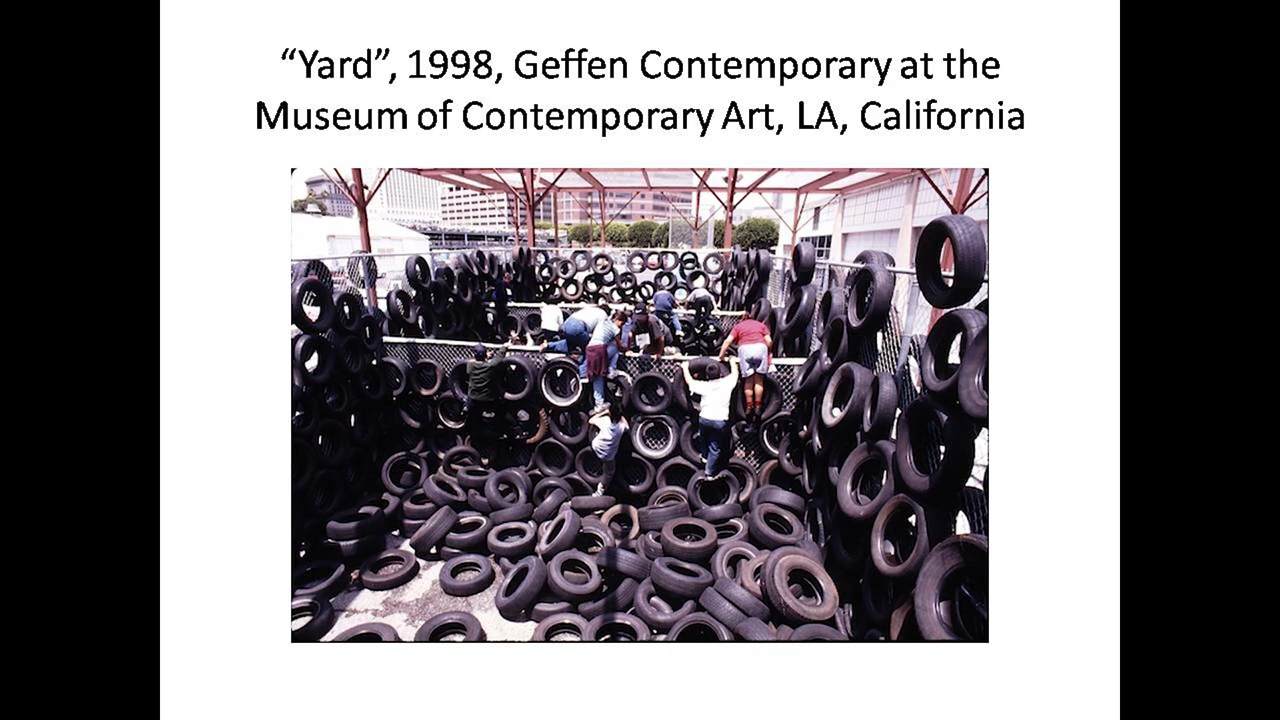 “Yard”, 1998, Geffen Contemporary at the
Museum of Contemporary Art, LA, California